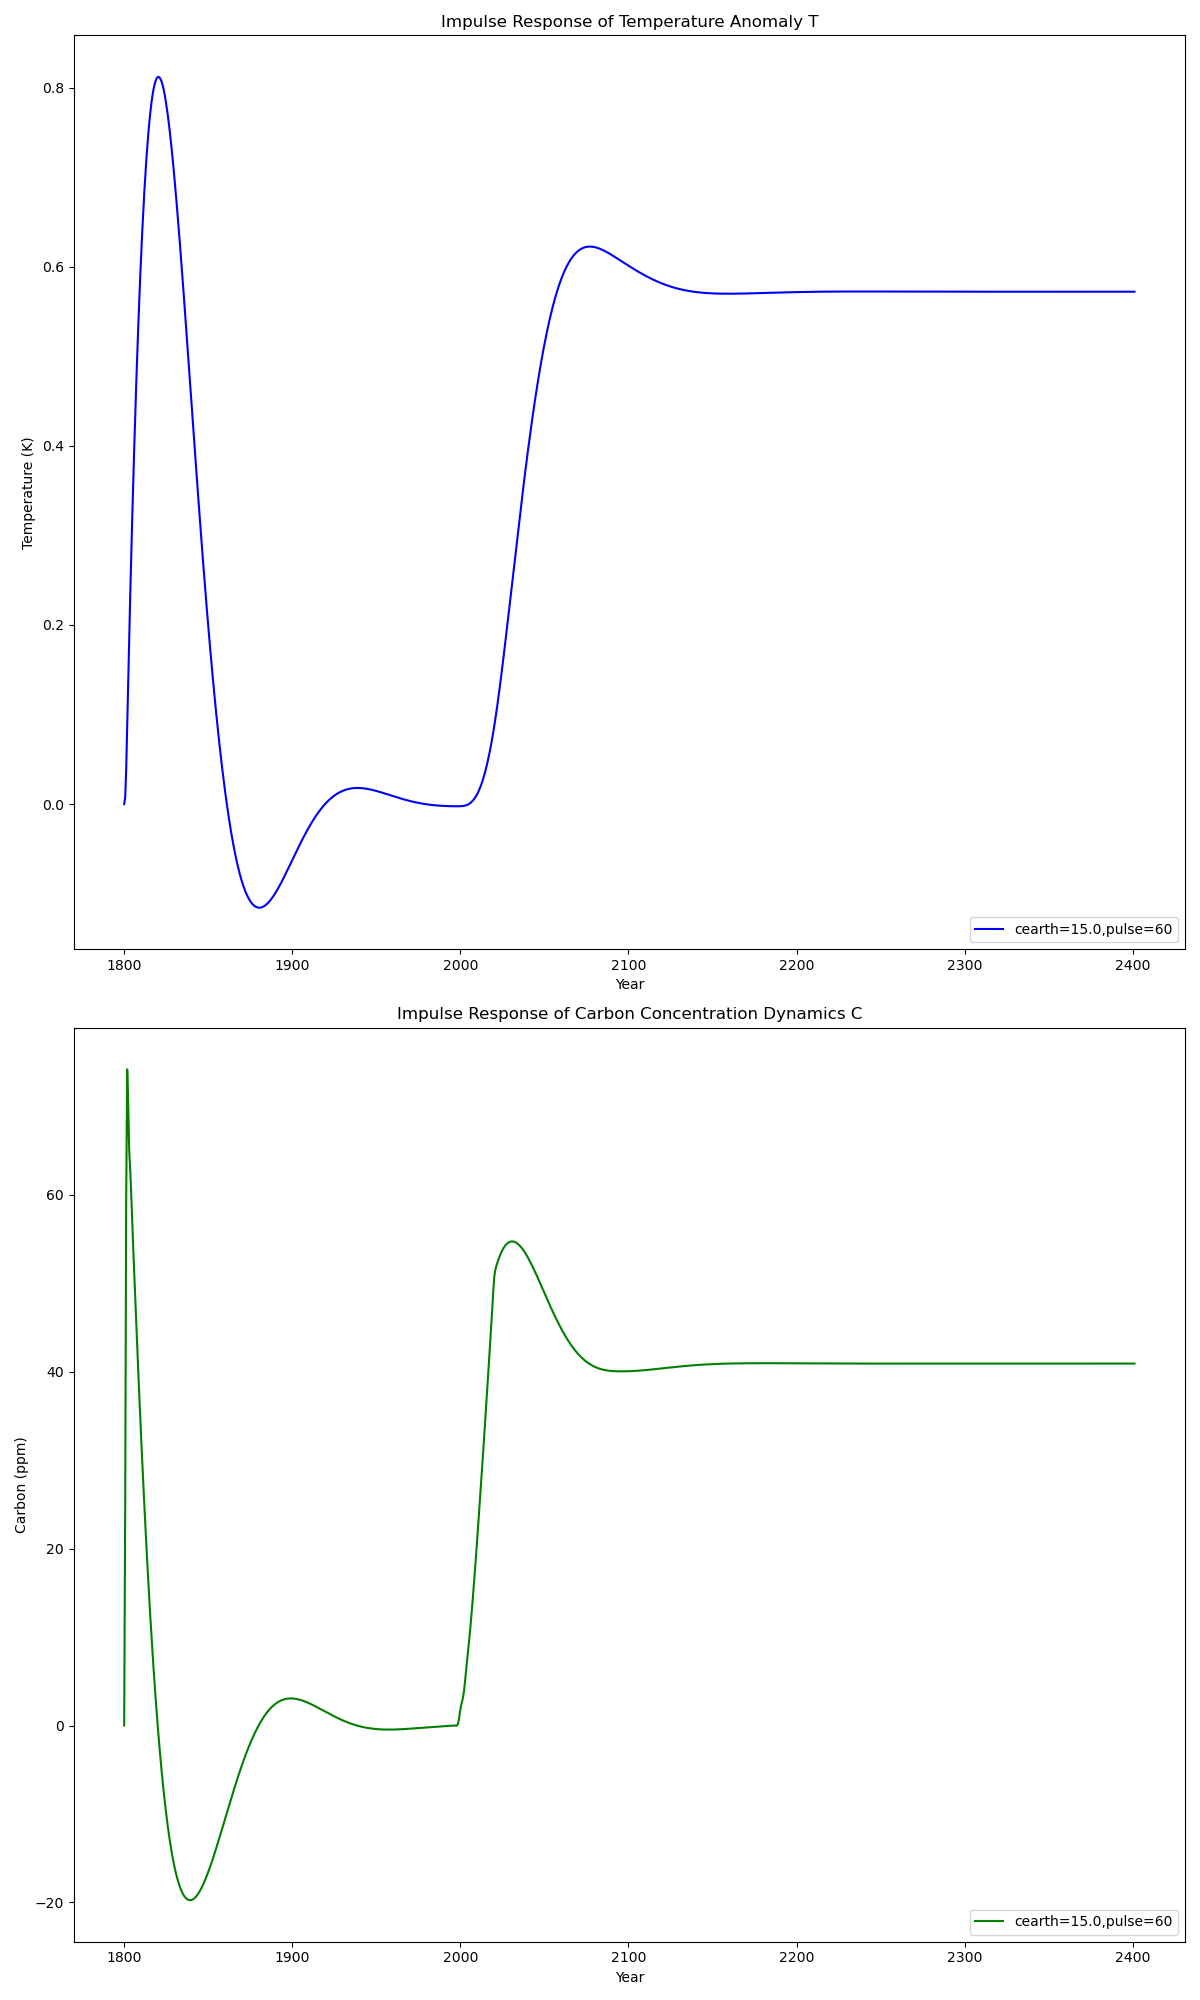 Impulse Response of Temperature Anomaly T
0.8
0.6
0.4
0.2
0.0
Temperature (K)
cearth=15.0,pulse=60
1800 1900 2000 2100 2200 2300 2400
Year
Impulse Response of Carbon Concentration Dynamics C
60
40
20
0
−20
Carbon (ppm)
cearth=15.0,pulse=60
1800 1900 2000 2100 2200 2300 2400
Year